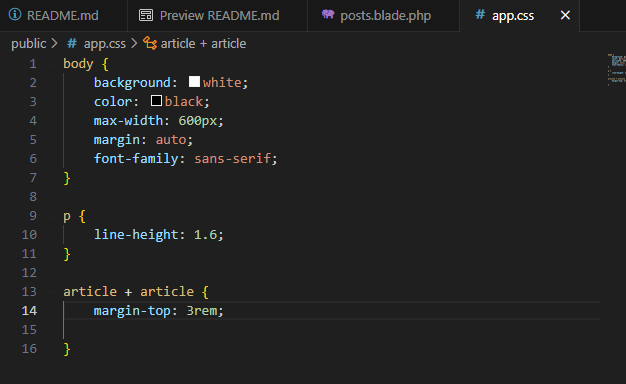 README.md Preview README.md posts.blade.php # app.css ×
public > # app.css > article + article
1 body {
2 background: white;
3 color: black;
4 max-width: 600px;
5 margin: auto;
6 font-family: sans-serif;
7 }
8
9 p {
10 line-height: 1.6;
11 }
12
13 article + article {
14 margin-top: 3rem;
15
16 }